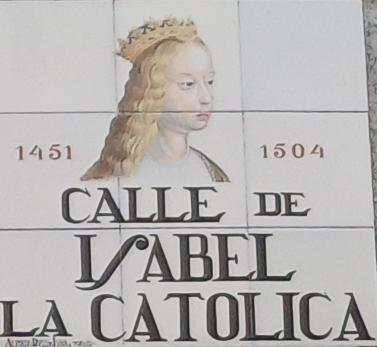 1451 1504
CALLE DE
ISABEL
LA CATOLICA